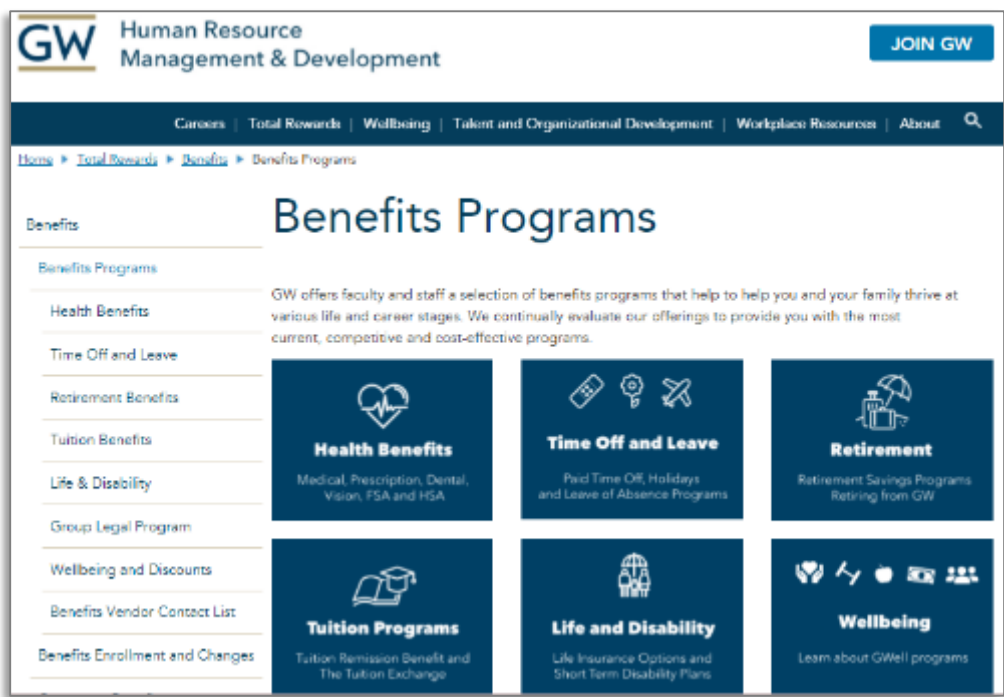 GW
Human Resource
Management & Development
JOIN GW
Careers | Total Rewards | Wellbeing | Talent and Organizational Development | Workplace Resources | About
Home ▸ Total Rewards ▸ Benefits ▸ Benefits Programs
Benefits
Benefits Programs
Health Benefits
Time Off and Leave
Retirement Benefits
Tuition Benefits
Life & Disability
Group Legal Program
Wellbeing and Discounts
Benefits Vendor Contact List
Benefits Enrollment and Changes
Benefits Programs
GW offers faculty and staff a selection of benefits programs that help to help you and your family thrive at
various life and career stages. We continually evaluate our offerings to provide you with the most
current, competitive and cost-effective programs.
Health Benefits
Medical, Prescription, Dental,
Vision, FSA and HSA
Time Off and Leave
Paid Time Off, Holidays
and Leave of Absence Programs
Retirement
Retirement Savings Programs
Retiring from GW
Tuition Programs
Tuition Remission Benefit and
The Tuition Exchange
Life and Disability
Life Insurance Options and
Short Term Disability Plans
Wellbeing
Learn about GWell programs